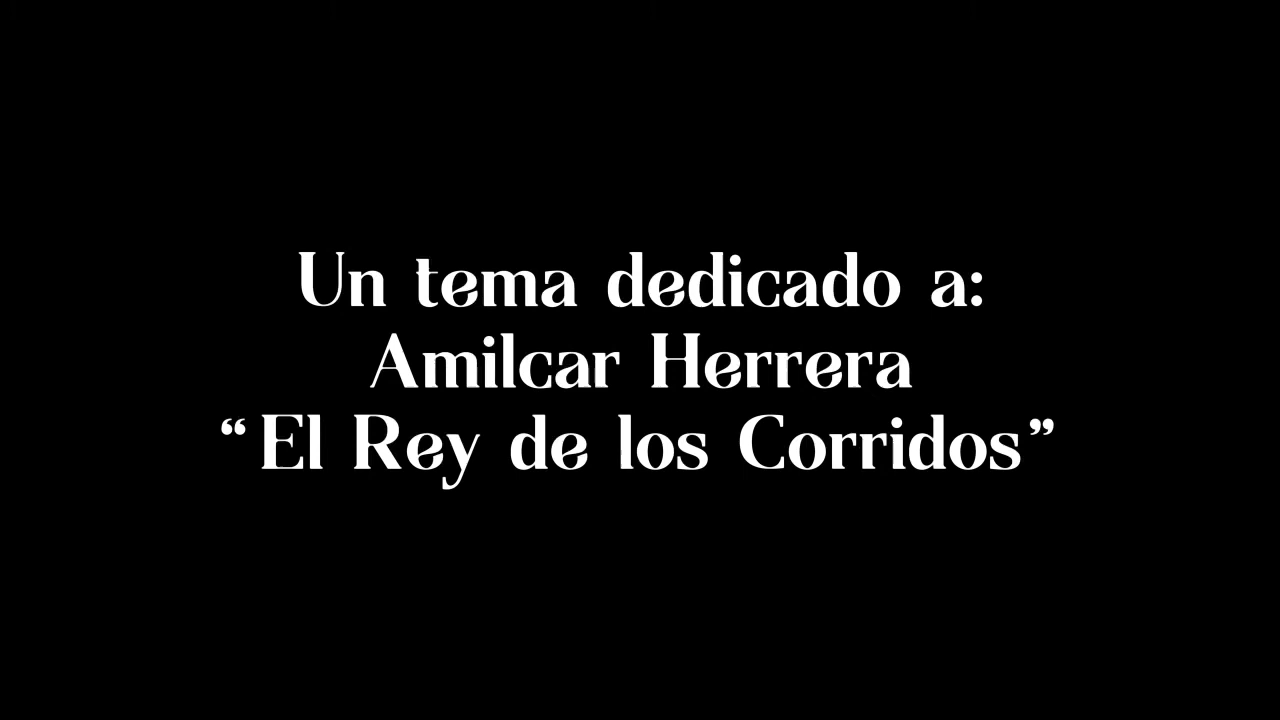 Un tema dedicado a:
Amilcar Herrera
“El Rey de los Corridos”